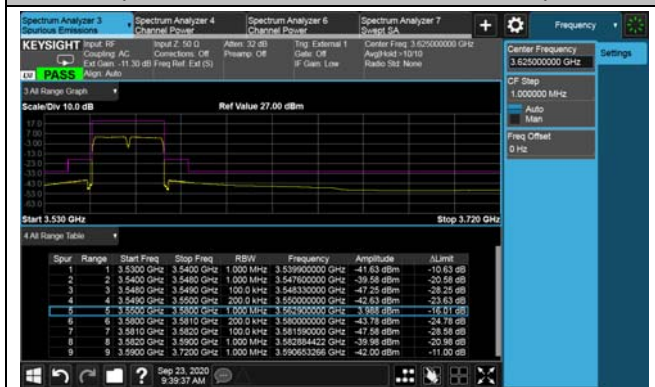 Spectrum Analyzer 3
Spurious Emissions
Spectrum Analyzer 4
Channel Power
Spectrum Analyzer 6
Channel Power
Spectrum Analyzer 7
Swept SA
+
Frequency
KEYSIGHT Input: RF
Coupling: AC
Ext Gain: -11.30 dB
Align: Auto
Input Z: 50 Ω
Corrections: Off
Freq Ref: Ext (S)
Atten: 32 dB
Preamp: Off
Trig: External 1
Gate: Off
IF Gain: Low
Center Freq: 3.625000000 GHz
Avg|Hold:>10/10
Radio Std: None
LXI PASS
Center Frequency
3.625000000 GHz
Settings
CF Step
1.000000 MHz
Auto
Man
Freq Offset
0 Hz
3 All Range Graph
Scale/Div 10.0 dB
Ref Value 27.00 dBm
17.0
7.00
-3.00
-13.0
-23.0
-33.0
-43.0
-53.0
-63.0
Start 3.530 GHz
Stop 3.720 GHz
4 All Range Table
Spur Range Start Freq Stop Freq RBW Frequency Amplitude ΔLimit
1 1 3.5300 GHz 3.5400 GHz 1.000 MHz 3.539900000 GHz -41.63 dBm -10.63 dB
2 2 3.5400 GHz 3.5480 GHz 1.000 MHz 3.547600000 GHz -39.58 dBm -20.58 dB
3 3 3.5480 GHz 3.5490 GHz 100.0 kHz 3.548330000 GHz -47.25 dBm -28.25 dB
4 4 3.5490 GHz 3.5500 GHz 200.0 kHz 3.550000000 GHz -42.63 dBm -23.63 dB
5 5 3.5500 GHz 3.5800 GHz 1.000 MHz 3.562900000 GHz 3.988 dBm -16.01 dB
6 6 3.5800 GHz 3.5810 GHz 200.0 kHz 3.580000000 GHz -43.78 dBm -24.78 dB
7 7 3.5810 GHz 3.5820 GHz 100.0 kHz 3.581590000 GHz -47.58 dBm -28.58 dB
8 8 3.5820 GHz 3.5900 GHz 1.000 MHz 3.582884422 GHz -39.98 dBm -20.98 dB
9 9 3.5900 GHz 3.7200 GHz 1.000 MHz 3.590653266 GHz -42.00 dBm -11.00 dB
?
Sep 23, 2020
9:39:37 AM